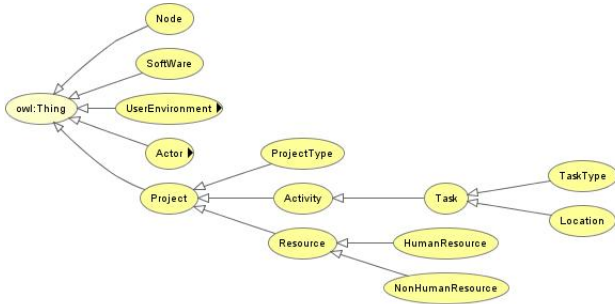 Node
SoftWare
owl:Thing
UserEnvironment
Actor
ProjectType
TaskType
Project
Activity
Task
Location
Resource
HumanResource
NonHumanResource